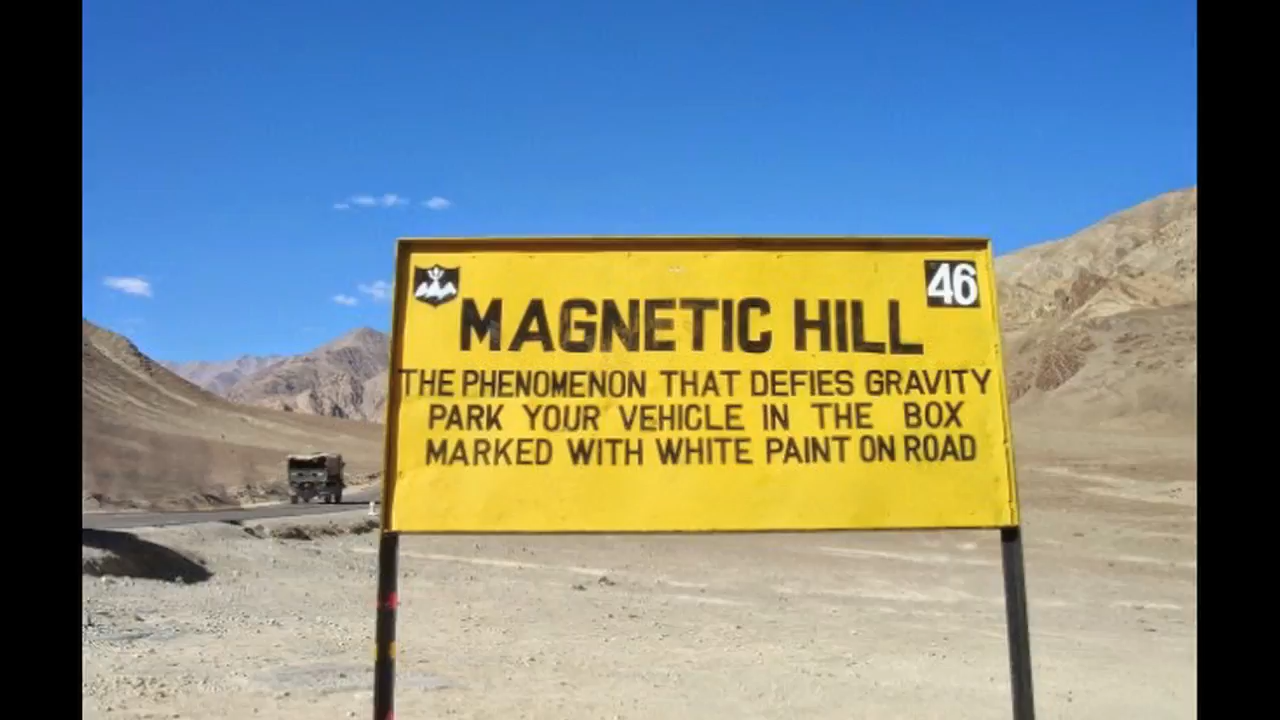 46
MAGNETIC HILL
THE PHENOMENON THAT DEFIES GRAVITY
PARK YOUR VEHICLE IN THE BOX
MARKED WITH WHITE PAINT ON ROAD